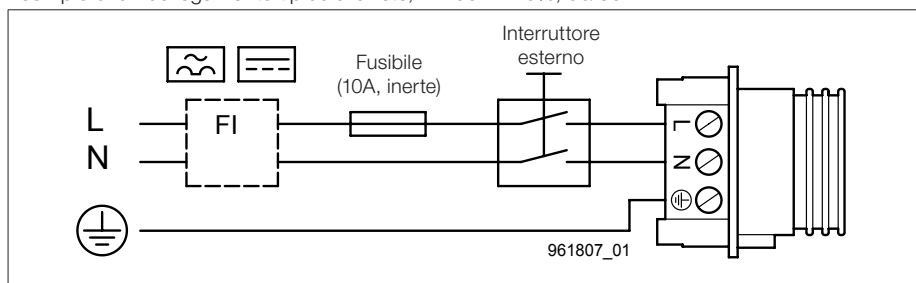 Interruttore
esterno
Fusibile
(10A, inerte)
L
FI
N
L
N
961807_01